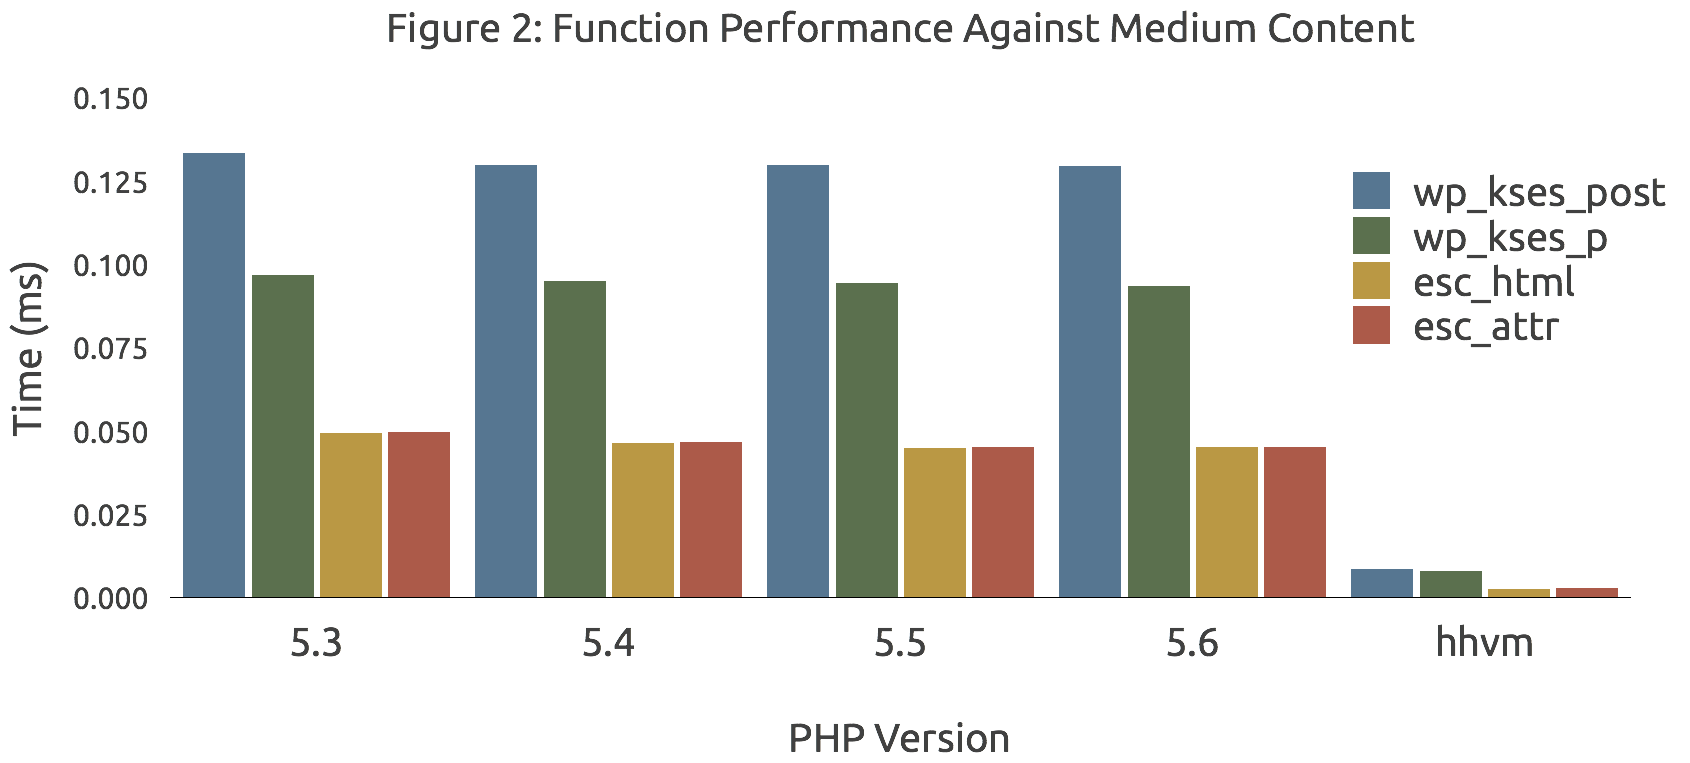 Figure 2: Function Performance Against Medium Content
0.150
0.125
0.100
0.075
0.050
0.025
0.000
Time (ms)
wp_kses_post
wp_kses_p
esc_html
esc_attr
5.3
5.4
5.5
5.6
hhvm
PHP Version